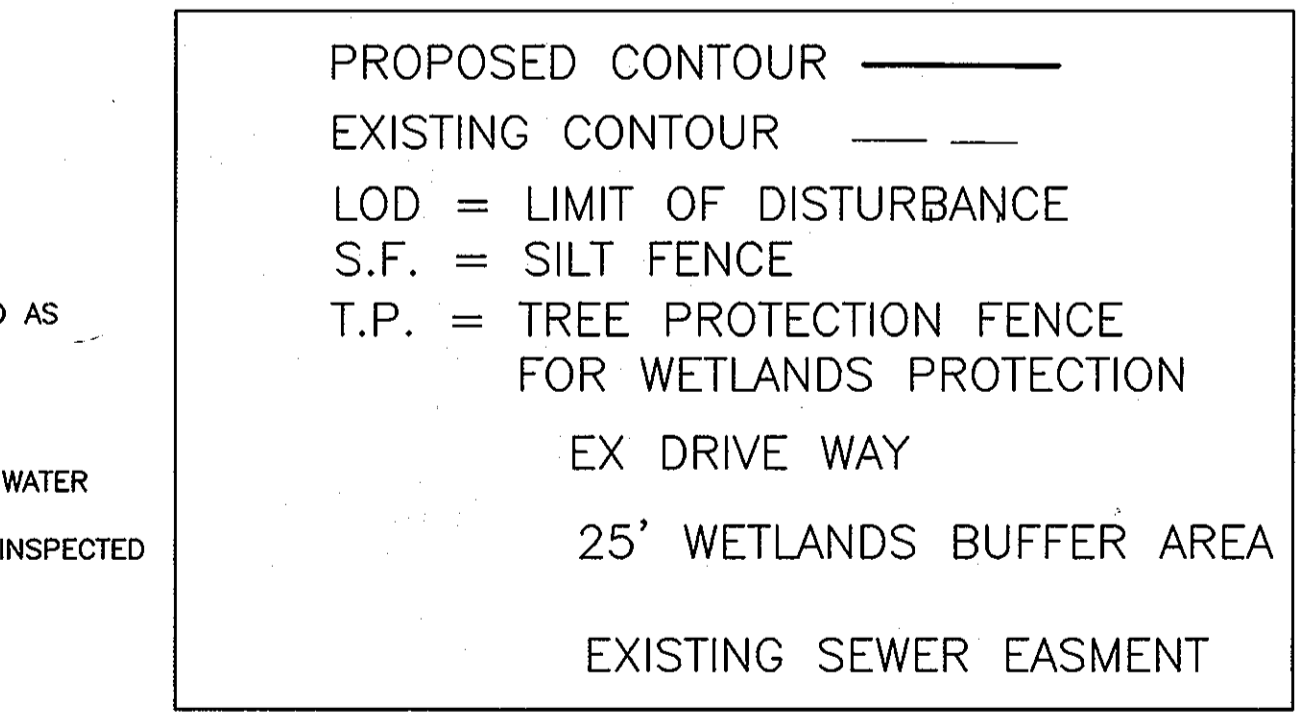 PROPOSED CONTOUR
EXISTING CONTOUR
LOD = LIMIT OF DISTURBANCE
S.F. = SILT FENCE
T.P. = TREE PROTECTION FENCE
FOR WETLANDS PROTECTION
EX DRIVE WAY
25' WETLANDS BUFFER AREA
EXISTING SEWER EASMENT
AS
WATER
INSPECTED